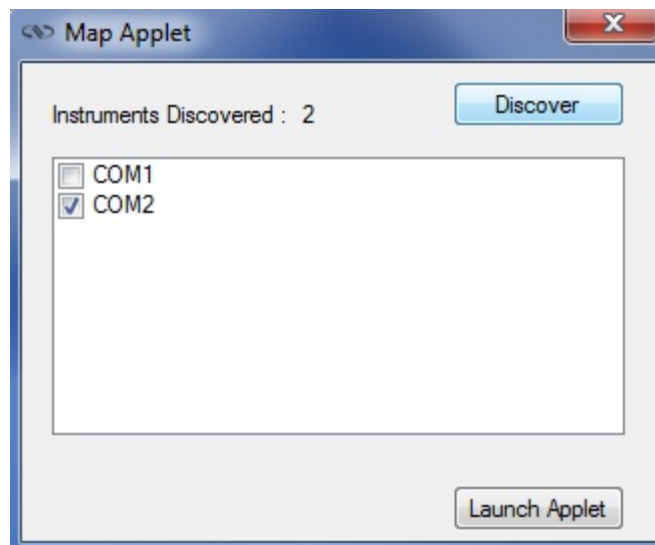 Map Applet
Instruments Discovered : 2
Discover
COM1
COM2
Launch Applet